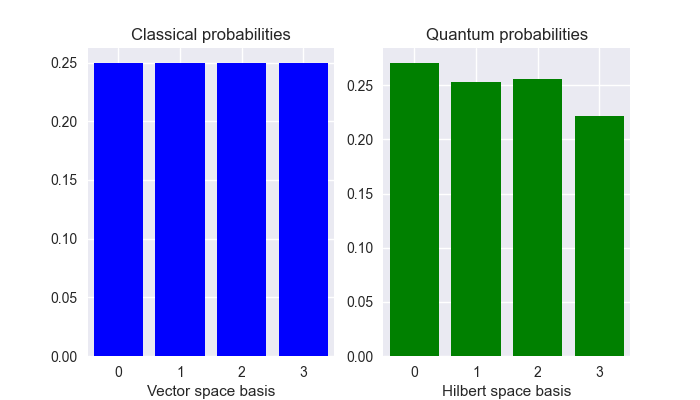 Classical probabilities
0.25
0.20
0.15
0.10
0.05
0.00
0 1 2 3
Vector space basis
Quantum probabilities
0.25
0.20
0.15
0.10
0.05
0.00
0 1 2 3
Hilbert space basis